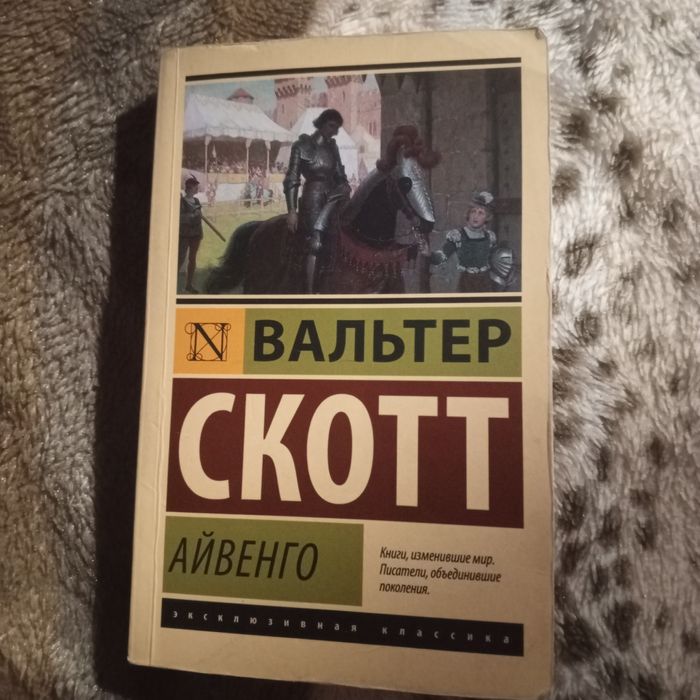 N
ВАЛЬТЕР
СКОТТ
АЙВЕНГО
Книги, изменившие мир.
Писатели, объединившие
поколения.
эксклюзивная классика